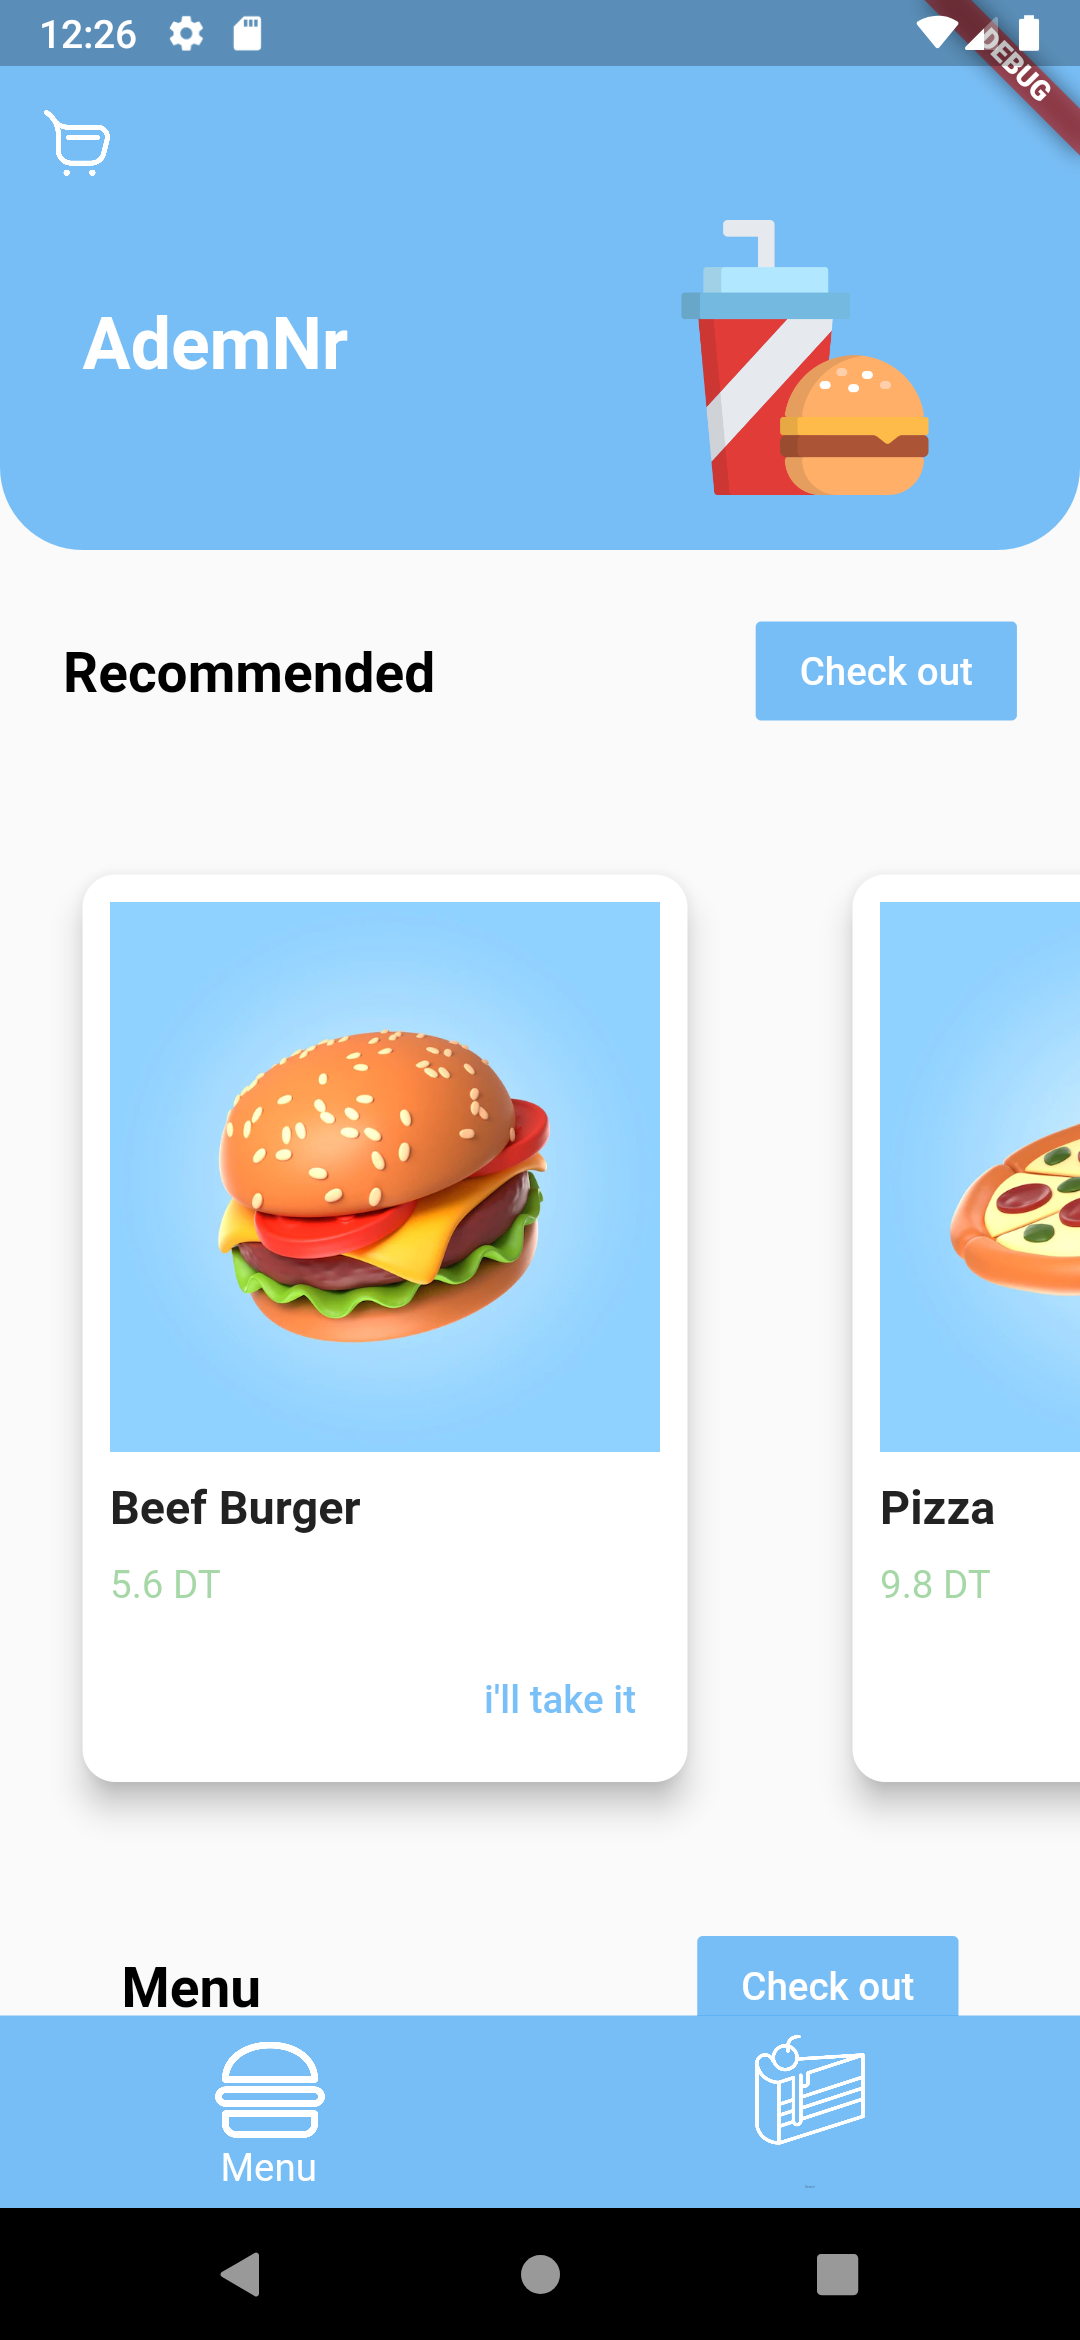 12:26
DEBUG
AdemNr
Recommended
Check out
Beef Burger
5.6 DT
i'll take it
Pizza
9.8 DT
Menu
Check out
Menu